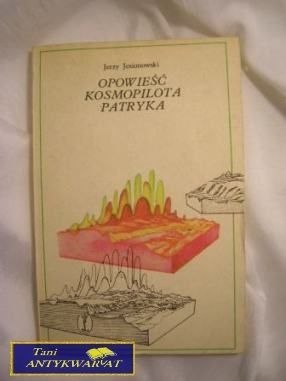 Jerzy Jesionowski
OPOWIEŚĆ
KOSMOPILOTA
PATRYKA
Tani
ANTYKWARIAT